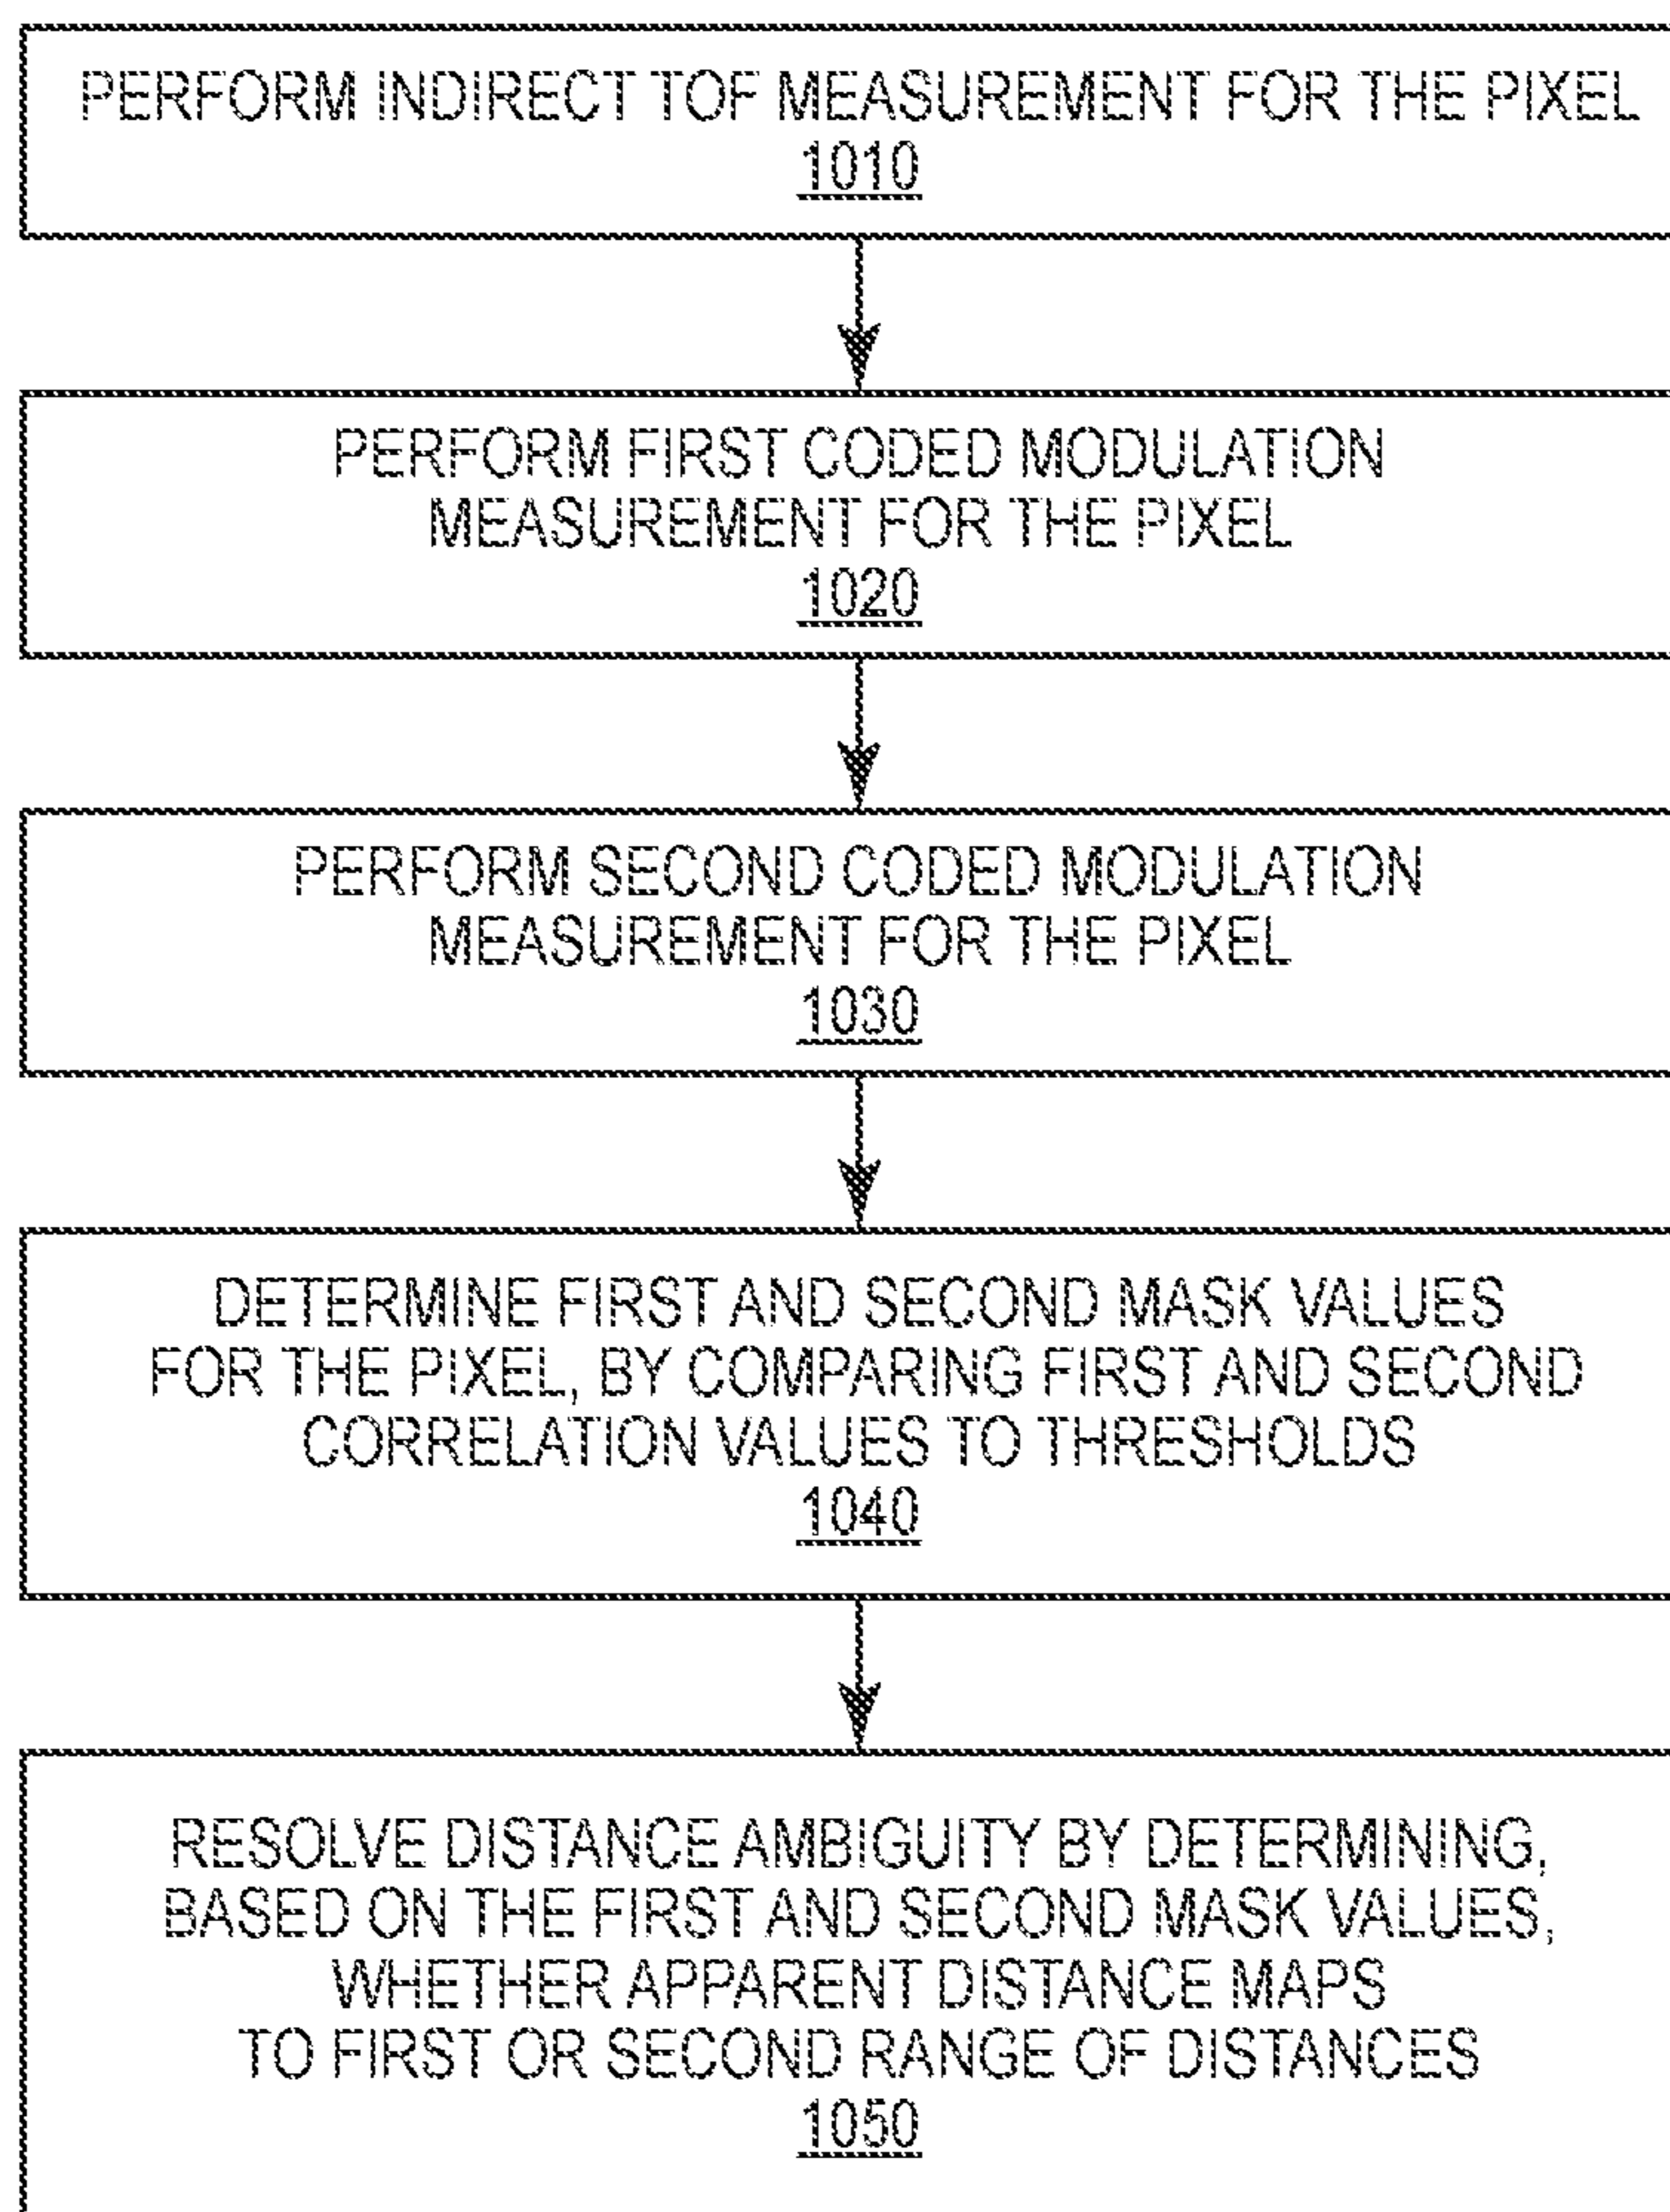 PERFORM INDIRECT TOF MEASUREMENT FOR THE PIXEL
1010
PERFORM FIRST CODED MODULATION
MEASUREMENT FOR THE PIXEL
1020
PERFORM SECOND CODED MODULATION
MEASUREMENT FOR THE PIXEL
1030
DETERMINE FIRST AND SECOND MASK VALUES
FOR THE PIXEL, BY COMPARING FIRST AND SECOND
CORRELATION VALUES TO THRESHOLDS
1040
RESOLVE DISTANCE AMBIGUITY BY DETERMINING,
BASED ON THE FIRST AND SECOND MASK VALUES,
WHETHER APPARENT DISTANCE MAPS
TO FIRST OR SECOND RANGE OF DISTANCES
1050